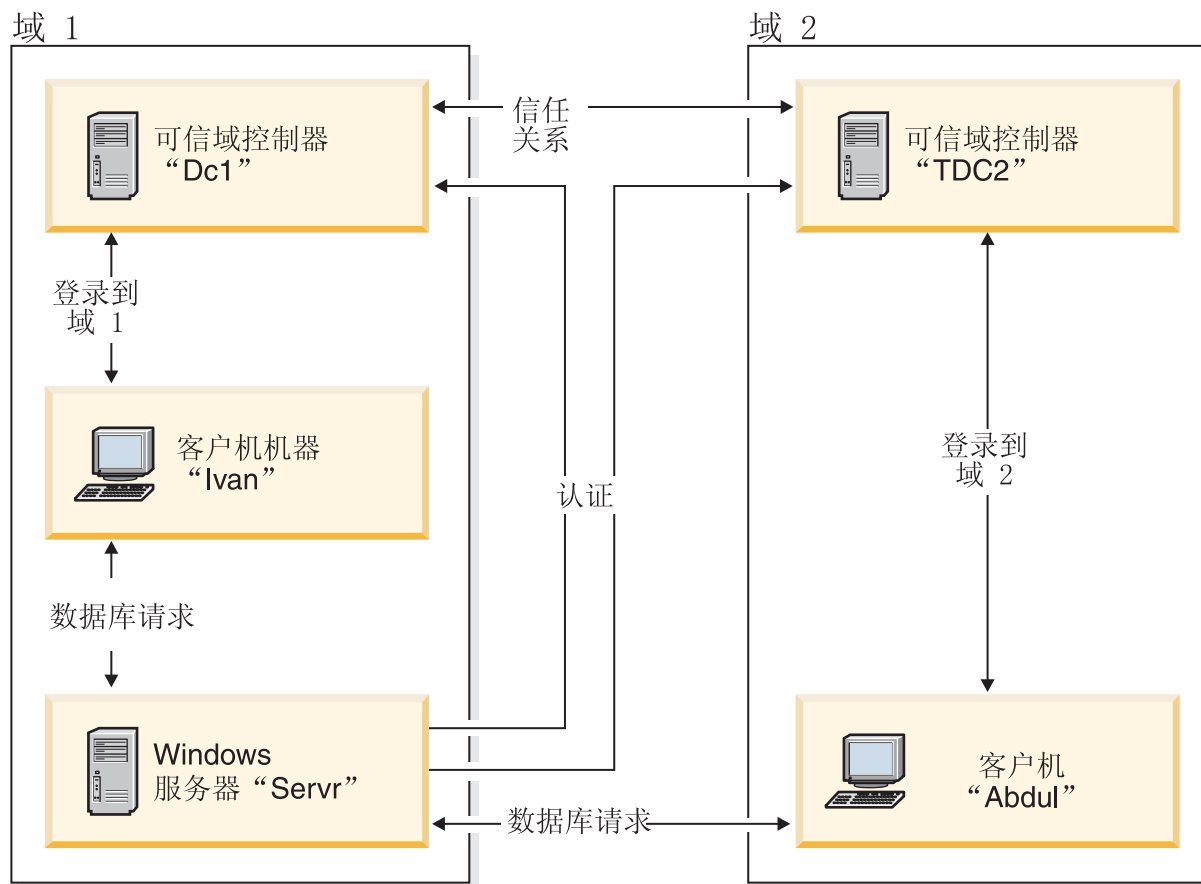 域 1
域 2
可信域控制器
“Dc1”
信任
关系
可信域控制器
“TDC2”
登录到
域 1
客户机机器
“Ivan”
认证
登录到
域 2
数据库请求
Windows
服务器“Servr”
数据库请求
客户机
“Abdul”